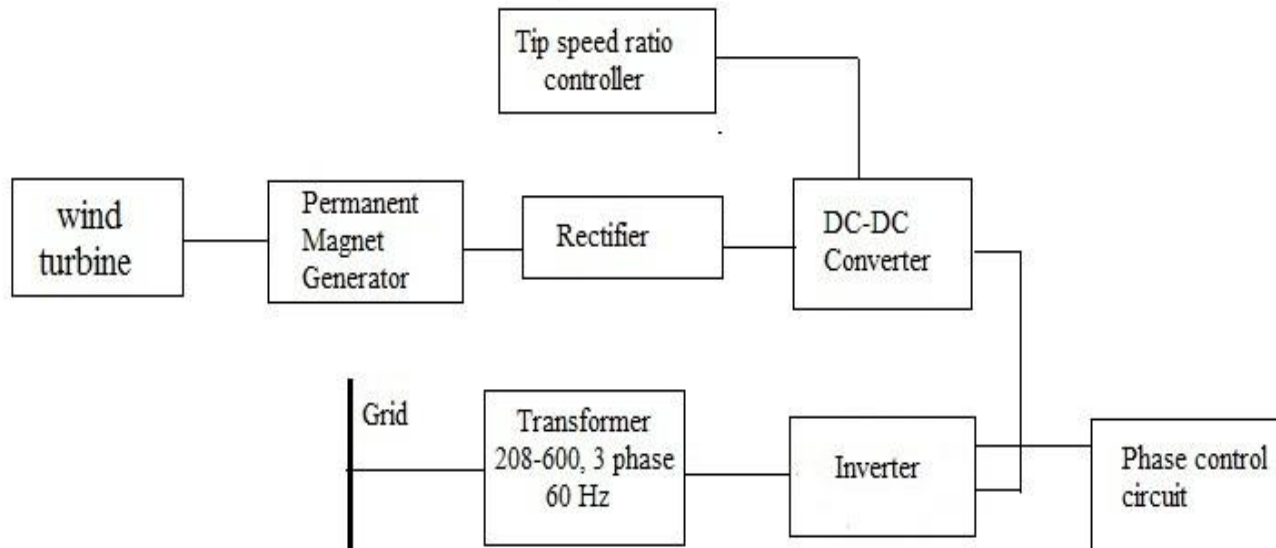 Tip speed ratio
controller
wind
turbine
Permanent
Magnet
Generator
Rectifier
DC-DC
Converter
Grid
Transformer
208-600, 3 phase
60 Hz
Inverter
Phase control
circuit